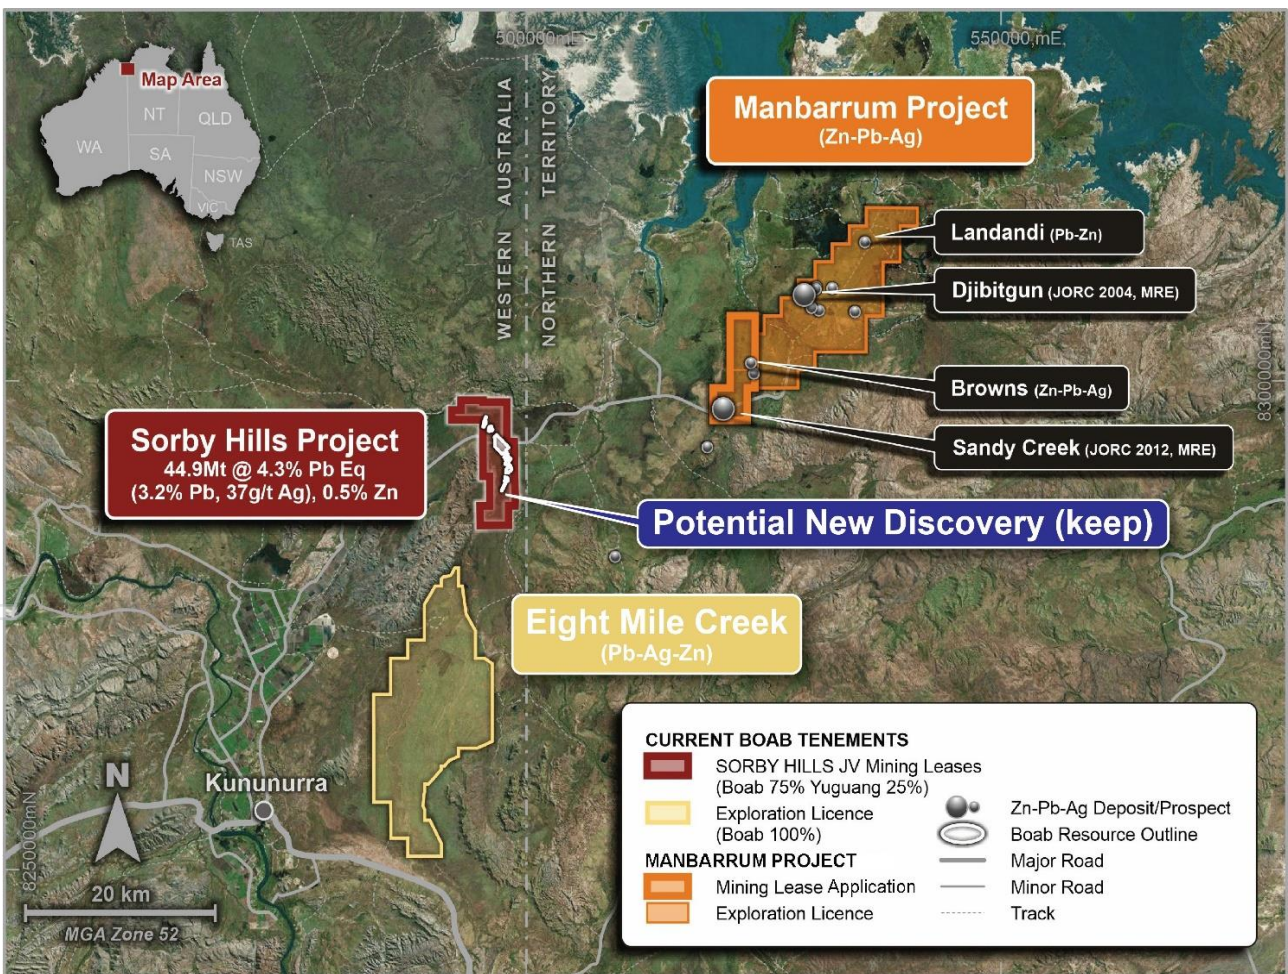 500000mE
550000mE
Map Area
NT
QLD
WA
SA
NSW
VIC
TAS
WESTERN AUSTRALIA
NORTHERN TERRITORY
Manbarrum Project
(Zn-Pb-Ag)
Landandi (Pb-Zn)
Djibitgun (JORC 2004, MRE)
8300000mN
Browns (Zn-Pb-Ag)
Sandy Creek (JORC 2012, MRE)
Sorby Hills Project
44.9Mt @ 4.3% Pb Eq
(3.2% Pb, 37g/t Ag), 0.5% Zn
Potential New Discovery (keep)
Eight Mile Creek
(Pb-Ag-Zn)
Kununurra
N
8250000mN
20 km
MGA Zone 52
CURRENT BOAB TENEMENTS
SORBY HILLS JV Mining Leases
(Boab 75% Yuguang 25%)
Exploration Licence
(Boab 100%)
MANBARRUM PROJECT
Mining Lease Application
Exploration Licence
Zn-Pb-Ag Deposit/Prospect
Boab Resource Outline
Major Road
Minor Road
Track